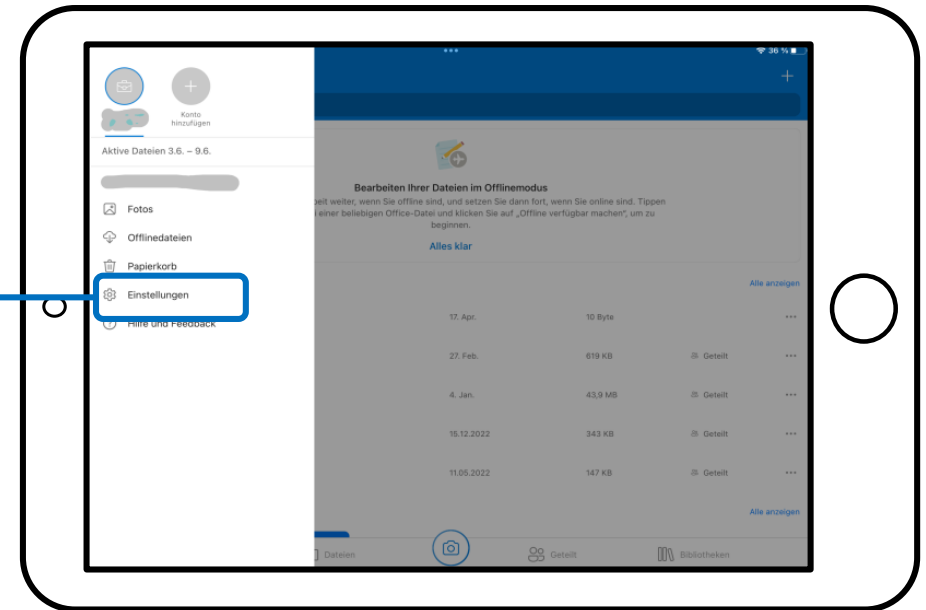 36 %
Konto
hinzufügen
Aktive Dateien 3.6. – 9.6.
Fotos
Offlinedateien
Papierkorb
Einstellungen
Hilfe und Feedback
Bearbeiten Ihrer Dateien im Offlinemodus
weiter, wenn Sie offline sind, und setzen Sie dann fort, wenn Sie online sind. Tippen
einer beliebigen Office-Datei und klicken Sie auf „Offline verfügbar machen“, um zu
beginnen.
Alles klar
Alle anzeigen
17. Apr. 10 Byte
27. Feb. 619 KB Geteilt
4. Jan. 43,9 MB Geteilt
15.12.2022 343 KB Geteilt
11.05.2022 147 KB Geteilt
Alle anzeigen
Dateien Geteilt Bibliotheken